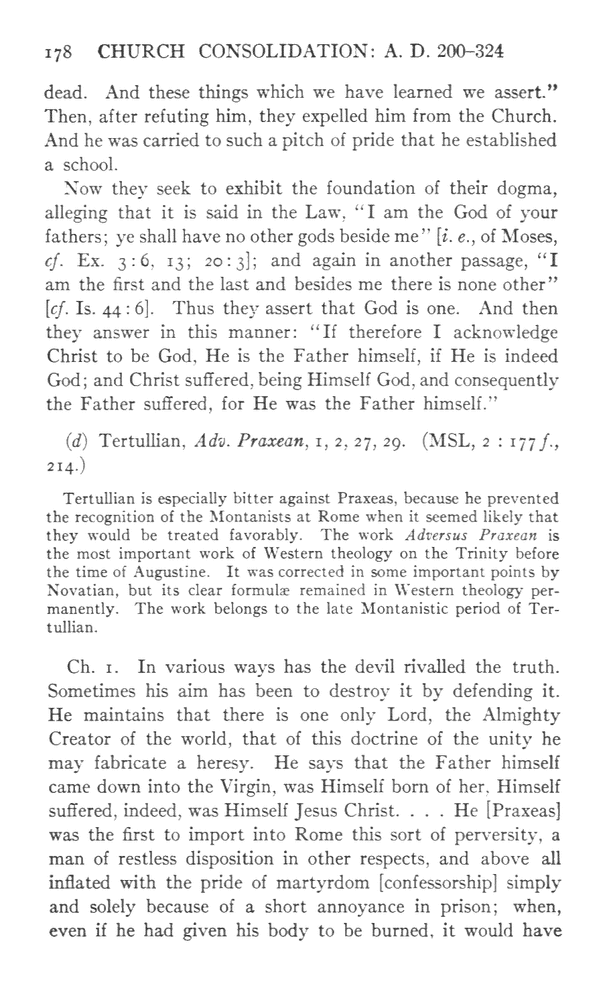 178 CHURCH CONSOLIDATION: A. D. 200–324
dead. And these things which we have learned we assert."
Then, after refuting him, they expelled him from the Church.
And he was carried to such a pitch of pride that he established
a school.
Now they seek to exhibit the foundation of their dogma,
alleging that it is said in the Law, "I am the God of your
fathers; ye shall have no other gods beside me" [i. e., of Moses,
cf. Ex. 3:6, 13; 20:3]; and again in another passage, "I
am the first and the last and besides me there is none other"
[cf. Is. 44:6]. Thus they assert that God is one. And then
they answer in this manner: "If therefore I acknowledge
Christ to be God, He is the Father himself, if He is indeed
God; and Christ suffered, being Himself God, and consequently
the Father suffered, for He was the Father himself."
(d) Tertullian, Adv. Praxean, 1, 2, 27, 29. (MSL, 2 : 177 f.,
214.)
Tertullian is especially bitter against Praxeas, because he prevented
the recognition of the Montanists at Rome when it seemed likely that
they would be treated favorably. The work Adversus Praxean is
the most important work of Western theology on the Trinity before
the time of Augustine. It was corrected in some important points by
Novatian, but its clear formulæ remained in Western theology per-
manently. The work belongs to the late Montanistic period of Ter-
tullian.
Ch. 1. In various ways has the devil rivalled the truth.
Sometimes his aim has been to destroy it by defending it.
He maintains that there is one only Lord, the Almighty
Creator of the world, that of this doctrine of the unity he
may fabricate a heresy. He says that the Father himself
came down into the Virgin, was Himself born of her, Himself
suffered, indeed, was Himself Jesus Christ. . . . He [Praxeas]
was the first to import into Rome this sort of perversity, a
man of restless disposition in other respects, and above all
inflated with the pride of martyrdom [confessorship] simply
and solely because of a short annoyance in prison; when,
even if he had given his body to be burned, it would have